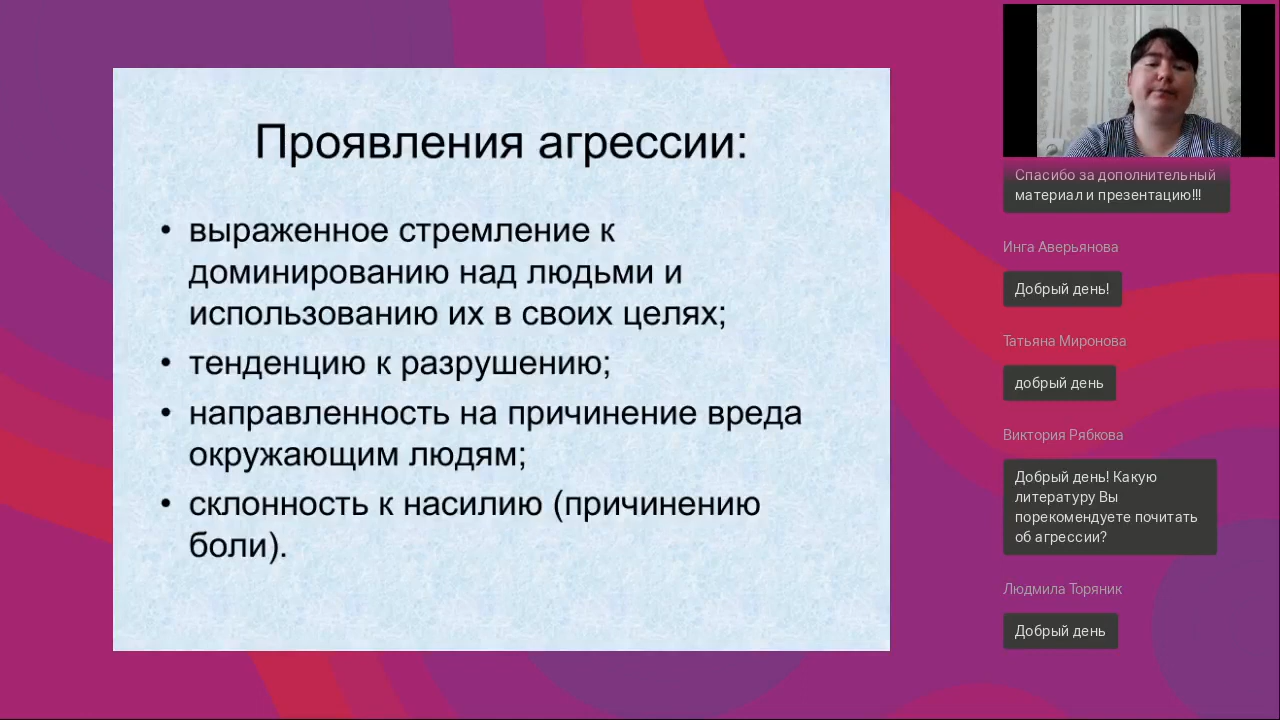 Проявления агрессии:
• выраженное стремление к
доминированию над людьми и
использованию их в своих целях;
• тенденцию к разрушению;
• направленность на причинение вреда
окружающим людям;
• склонность к насилию (причинению
боли).
Спасибо за дополнительный
материал и презентацию!!!
Инга Аверьянова
Добрый день!
Татьяна Миронова
добрый день
Виктория Рябкова
Добрый день! Какую
литературу Вы
порекомендуете почитать
об агрессии?
Людмила Торяник
Добрый день